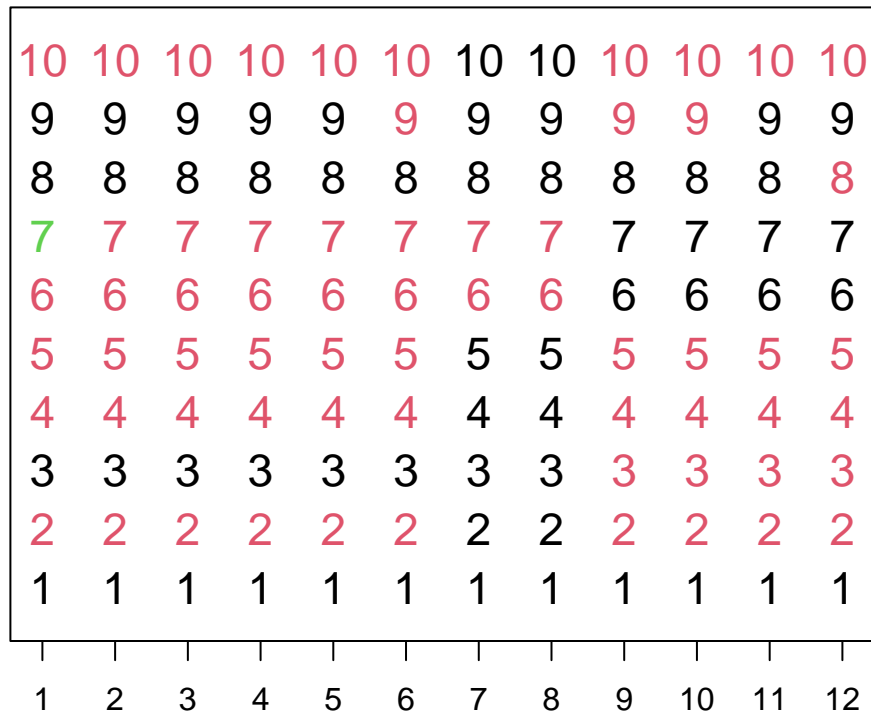 10 10 10 10 10 10 10 10 10 10 10 10
9 9 9 9 9 9 9 9 9 9 9 9
8 8 8 8 8 8 8 8 8 8 8 8
7 7 7 7 7 7 7 7 7 7 7 7
6 6 6 6 6 6 6 6 6 6 6 6
5 5 5 5 5 5 5 5 5 5 5 5
4 4 4 4 4 4 4 4 4 4 4 4
3 3 3 3 3 3 3 3 3 3 3 3
2 2 2 2 2 2 2 2 2 2 2 2
1 1 1 1 1 1 1 1 1 1 1 1
1 2 3 4 5 6 7 8 9 10 11 12